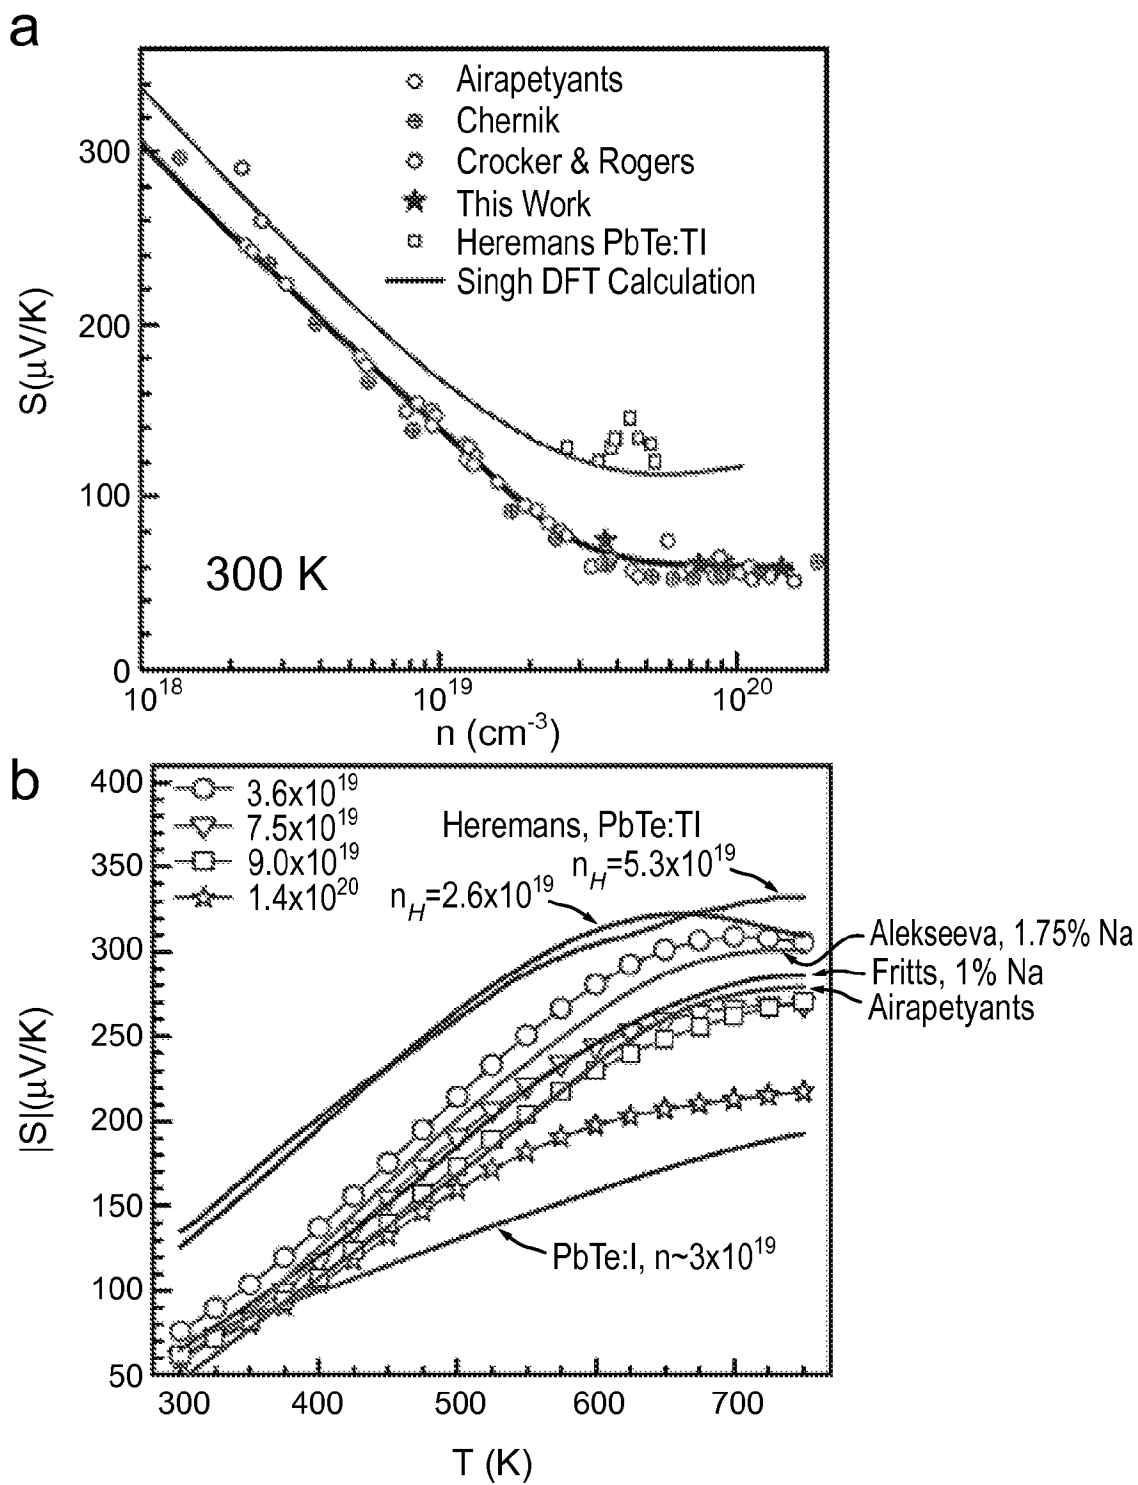 a
Airapetyants
Chernik
Crocker & Rogers
This Work
Heremans PbTe:Tl
Singh DFT Calculation
300
200
100
0
S(μV/K)
300 K
10^18
10^19
10^20
n (cm^-3)
b
400
350
300
250
200
150
100
50
|S|(μV/K)
3.6x10^19
7.5x10^19
9.0x10^19
1.4x10^20
Heremans, PbTe:Tl
n_H=5.3x10^19
n_H=2.6x10^19
Alekseeva, 1.75% Na
Fritts, 1% Na
Airapetyants
PbTe:I, n~3x10^19
300
400
500
600
700
T (K)